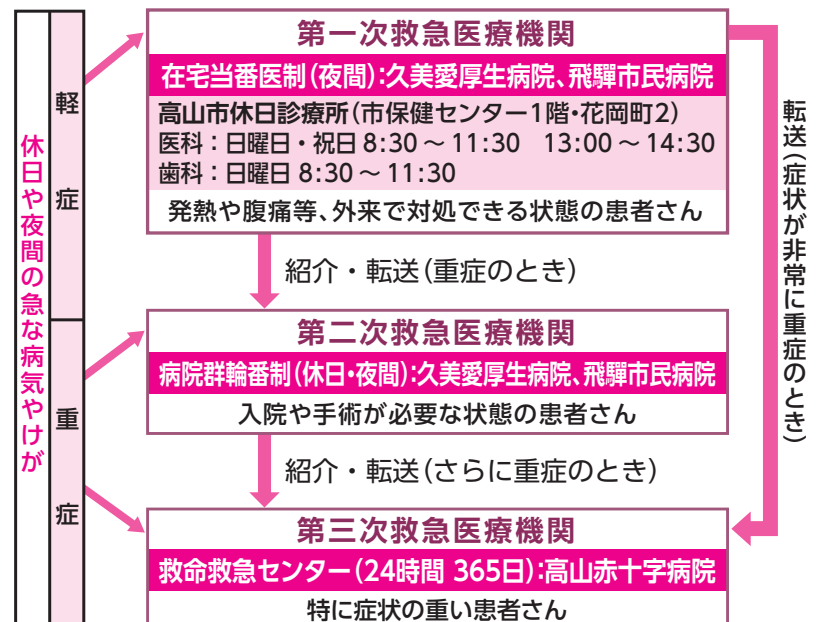 休日や夜間の急な病気やけが
軽症
重症
第一次救急医療機関
在宅当番医制(夜間):久美愛厚生病院、飛驒市民病院
高山市休日診療所(市保健センター1階・花岡町2)
医科:日曜日・祝日 8:30～11:30 13:00～14:30
歯科:日曜日 8:30～11:30
発熱や腹痛等、外来で対処できる状態の患者さん
紹介・転送(重症のとき)
第二次救急医療機関
病院群輪番制(休日・夜間):久美愛厚生病院、飛驒市民病院
入院や手術が必要な状態の患者さん
紹介・転送(さらに重症のとき)
第三次救急医療機関
救命救急センター(24時間 365日):高山赤十字病院
特に症状の重い患者さん
転送(症状が非常に重症のとき)